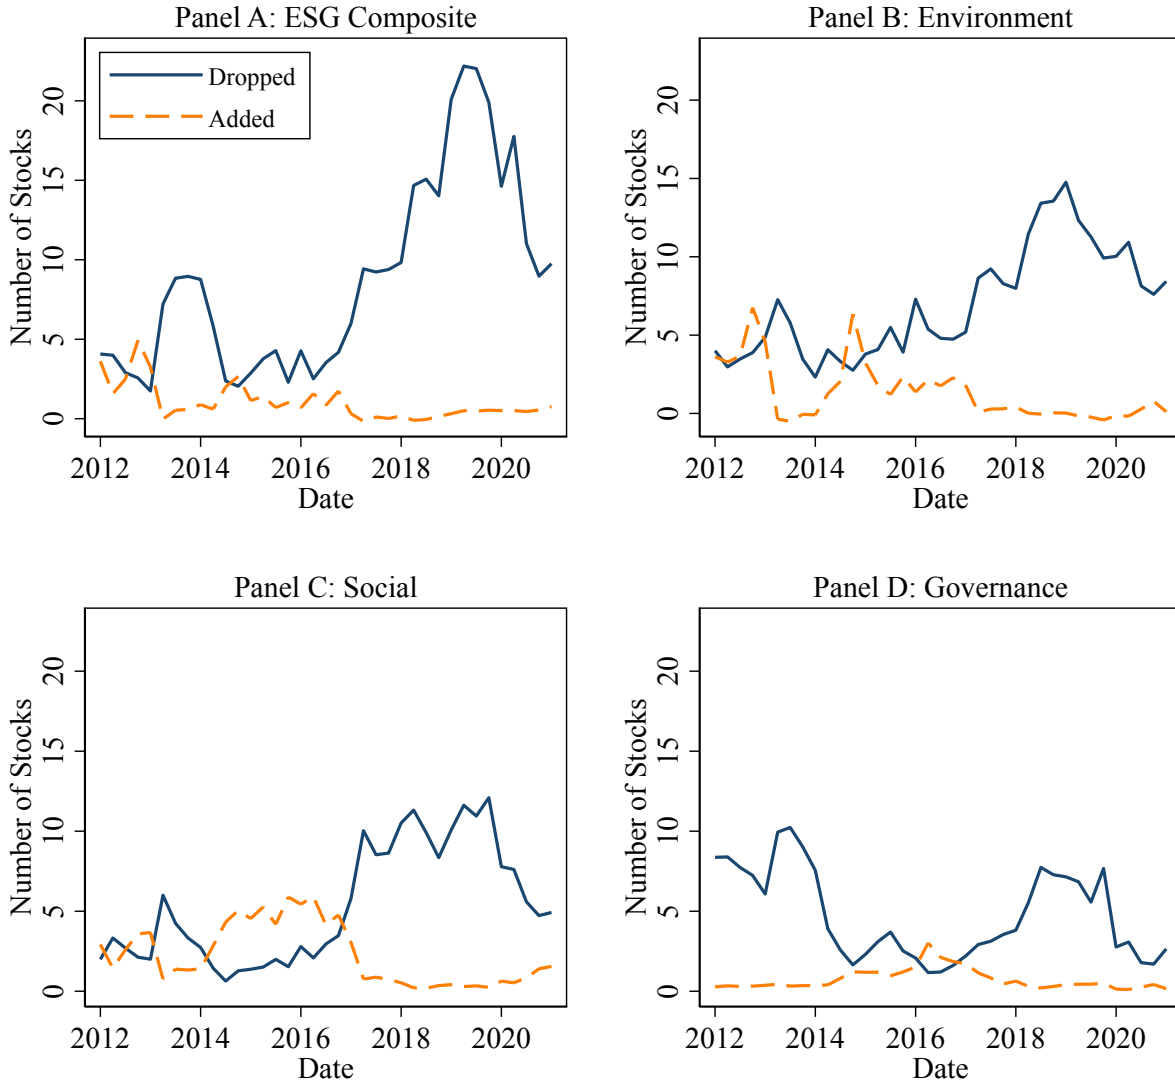 Panel A: ESG Composite
Number of Stocks
0
5
10
15
20
Dropped
Added
2012 2014 2016 2018 2020
Date
Panel B: Environment
Number of Stocks
0
5
10
15
20
2012 2014 2016 2018 2020
Date
Panel C: Social
Number of Stocks
0
5
10
15
20
2012 2014 2016 2018 2020
Date
Panel D: Governance
Number of Stocks
0
5
10
15
20
2012 2014 2016 2018 2020
Date